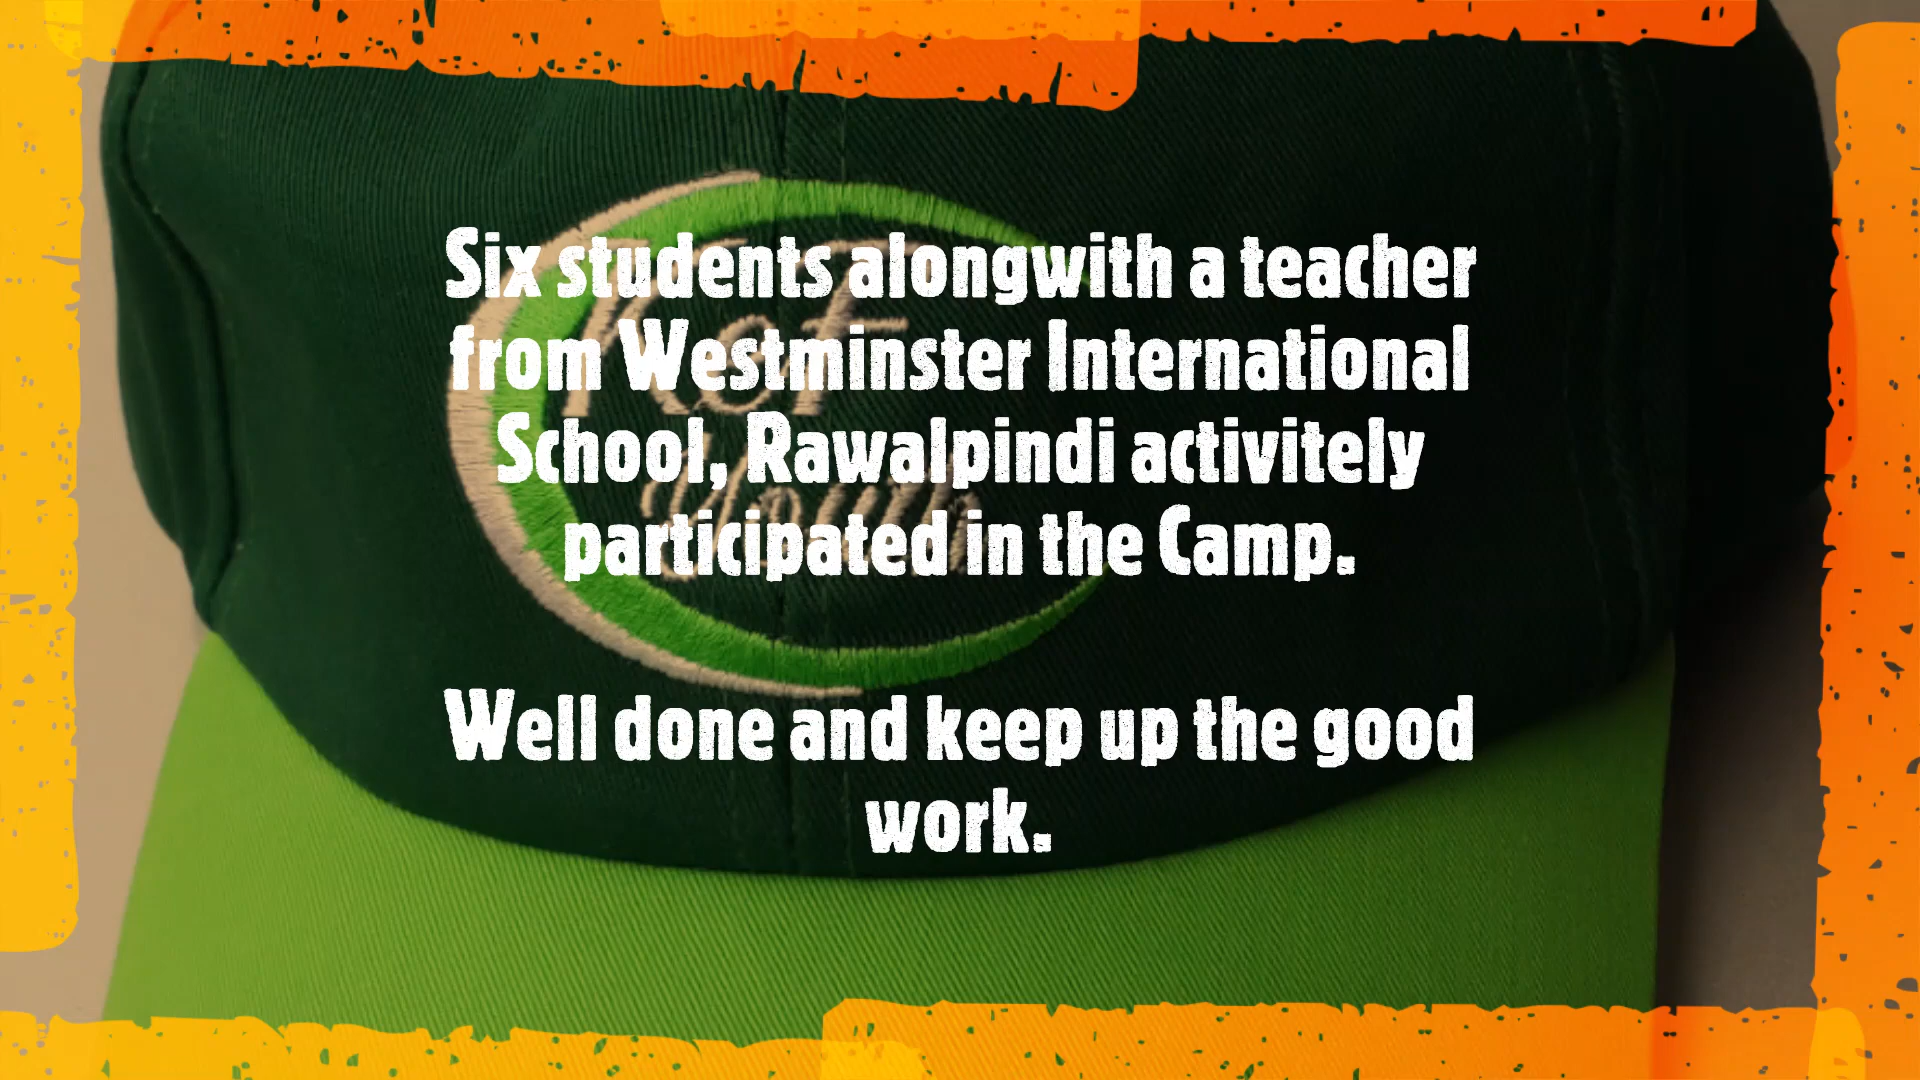 Six students alongwith a teacher
from Westminster International
School, Rawalpindi activitely
participated in the Camp.
Well done and keep up the good
work.
Youth